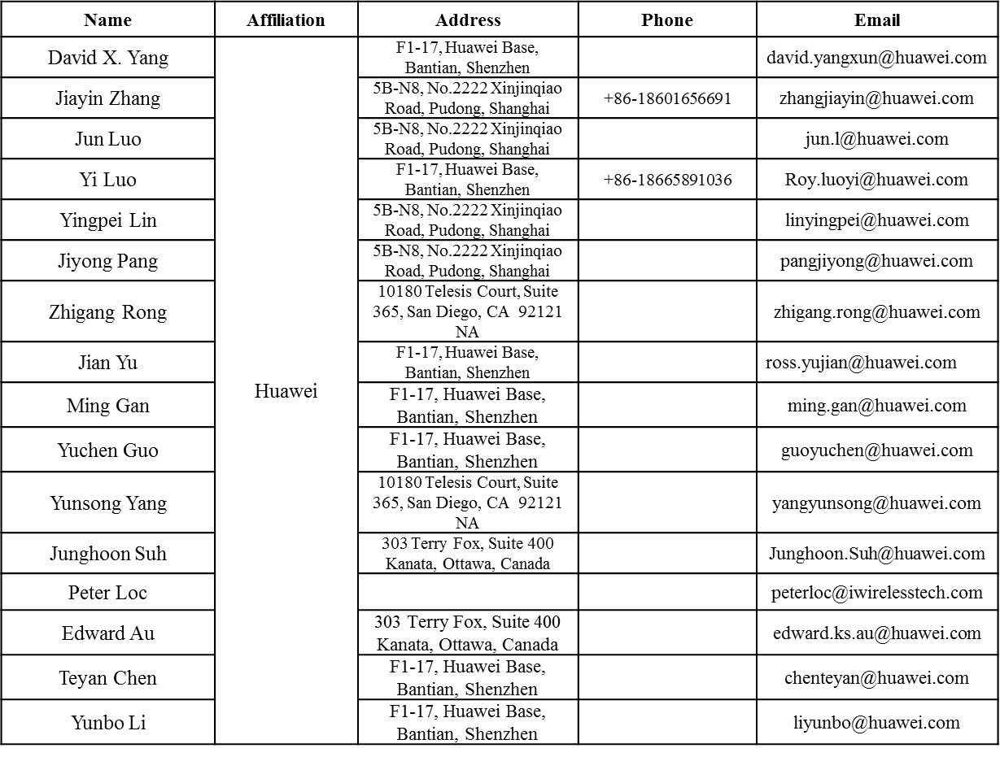 Name Affiliation Address Phone Email
David X. Yang F1-17, Huawei Base, david.yangxun@huawei.com
Bantian, Shenzhen
Jiayin Zhang 5B-N8, No.2222 Xinjinqiao +86-18601656691 zhangjiayin@huawei.com
Road, Pudong, Shanghai
Jun Luo 5B-N8, No.2222 Xinjinqiao jun.l@huawei.com
Road, Pudong, Shanghai
Yi Luo F1-17, Huawei Base, +86-18665891036 Roy.luoyi@huawei.com
Bantian, Shenzhen
Yingpei Lin 5B-N8, No.2222 Xinjinqiao linyingpei@huawei.com
Road, Pudong, Shanghai
Jiyong Pang 5B-N8, No.2222 Xinjinqiao pangjiyong@huawei.com
Road, Pudong, Shanghai
10180 Telesis Court, Suite
Zhigang Rong 365, San Diego, CA 92121 zhigang.rong@huawei.com
NA
Jian Yu F1-17, Huawei Base, ross.yujian@huawei.com
Bantian, Shenzhen
Huawei
Ming Gan F1-17, Huawei Base, ming.gan@huawei.com
Bantian, Shenzhen
Yuchen Guo F1-17, Huawei Base, guoyuchen@huawei.com
Bantian, Shenzhen
10180 Telesis Court, Suite
Yunsong Yang 365, San Diego, CA 92121 yangyunsong@huawei.com
NA
Junghoon Suh 303 Terry Fox, Suite 400 Junghoon.Suh@huawei.com
Kanata, Ottawa, Canada
Peter Loc peterloc@iwirelesstech.com
Edward Au 303 Terry Fox, Suite 400 edward.ks.au@huawei.com
Kanata, Ottawa, Canada
Teyan Chen F1-17, Huawei Base, chenteyan@huawei.com
Bantian, Shenzhen
Yunbo Li F1-17, Huawei Base, liyunbo@huawei.com
Bantian, Shenzhen